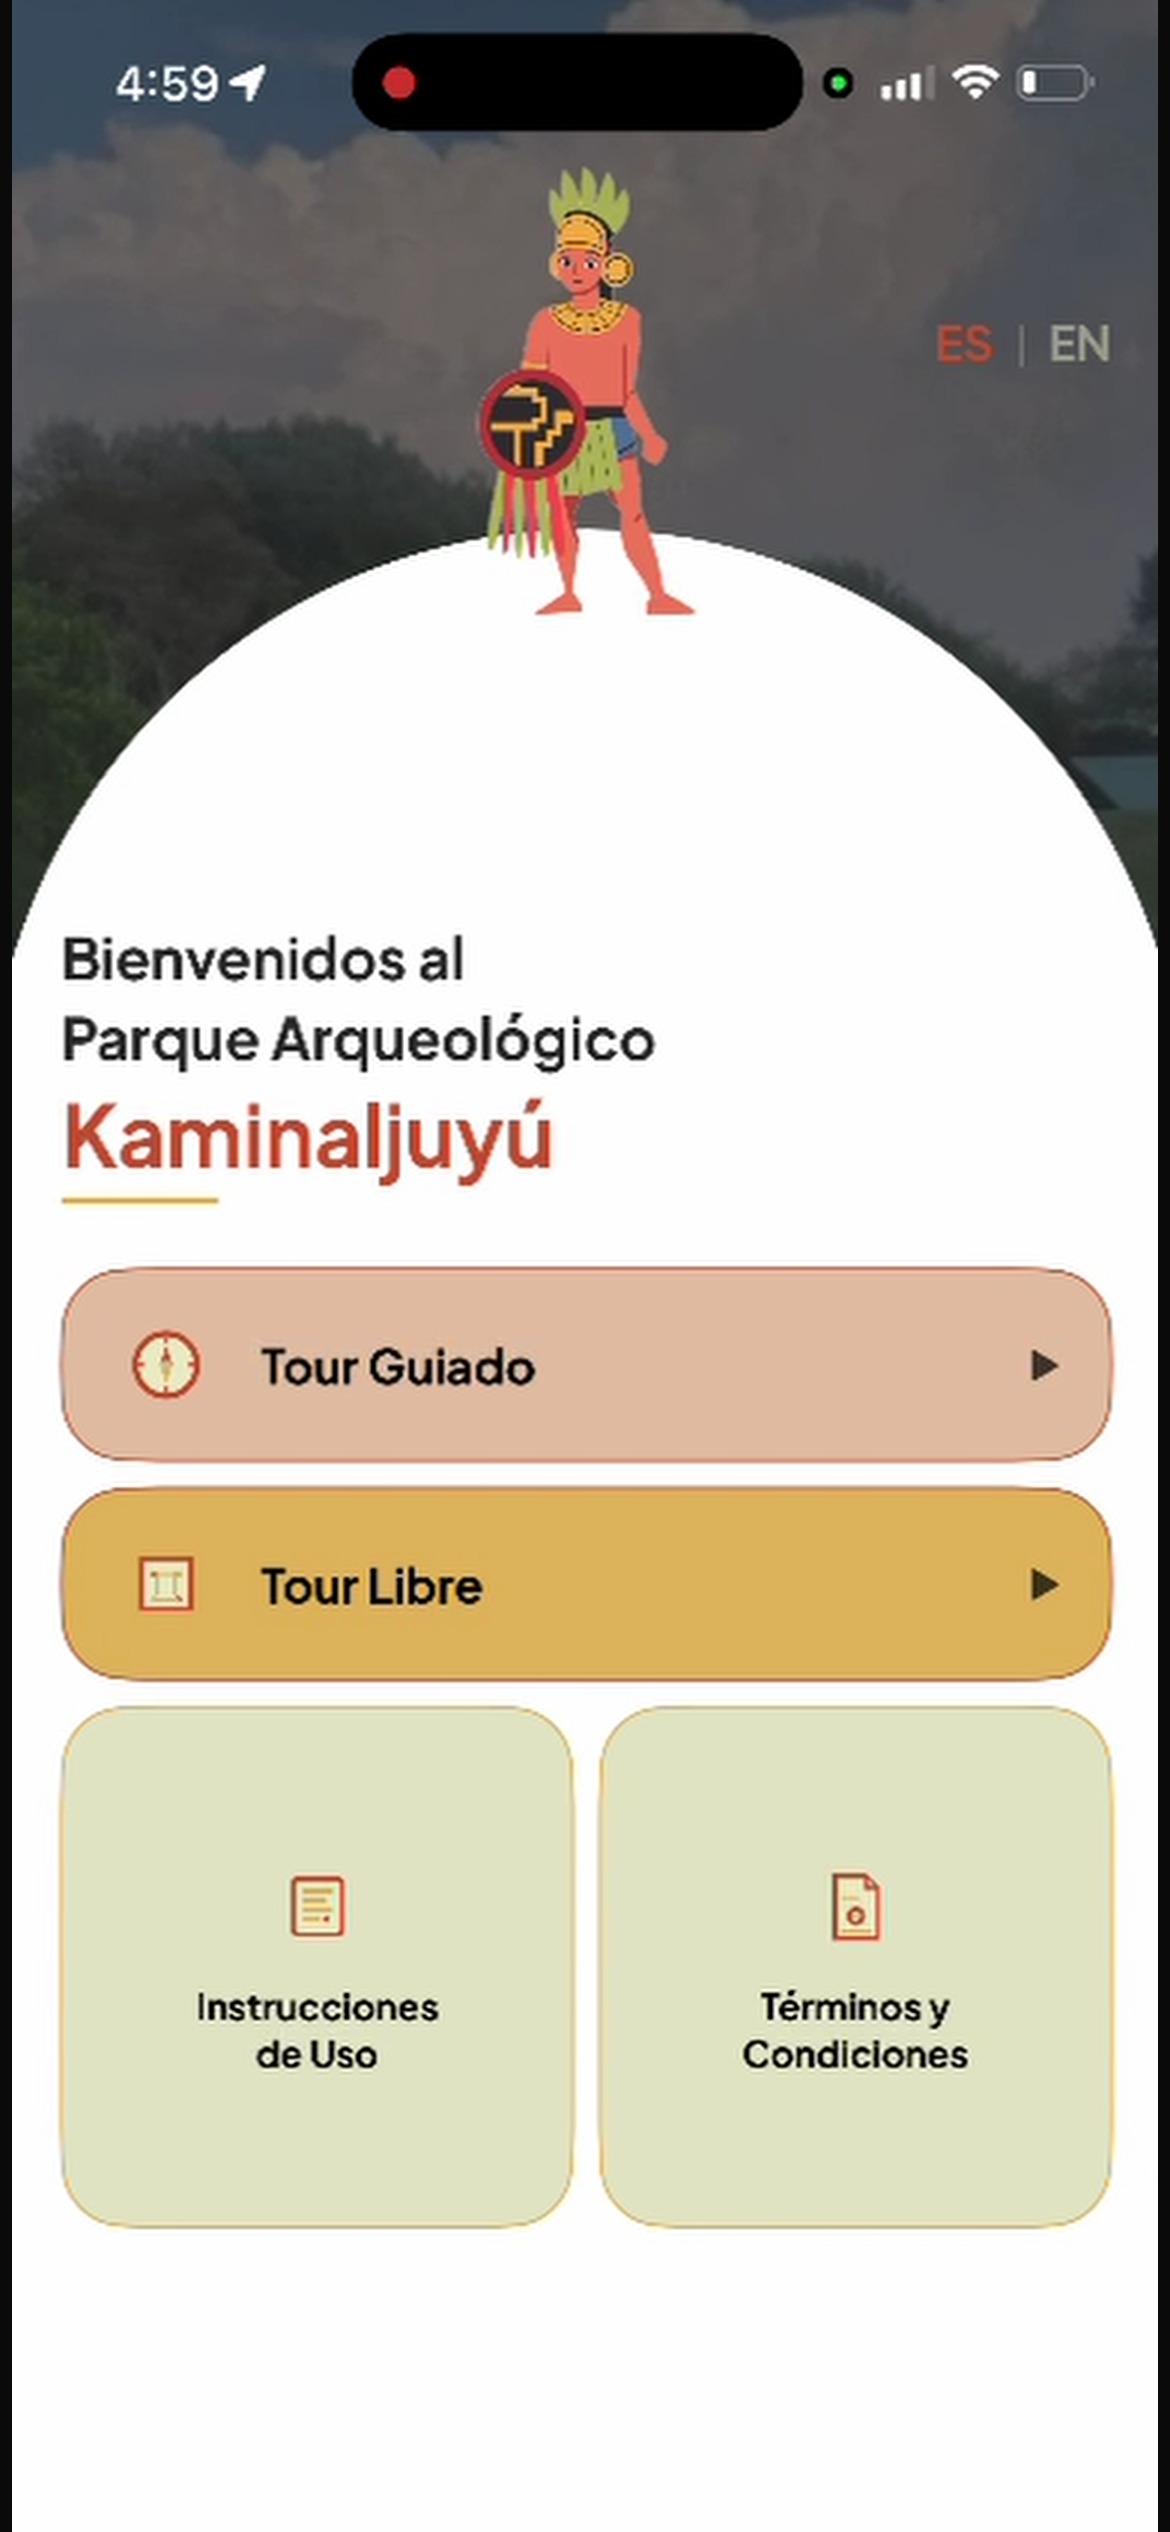 4:59
ES | EN
Bienvenidos al
Parque Arqueológico
Kaminaljuyú
Tour Guiado
Tour Libre
Instrucciones
de Uso
Términos y
Condiciones